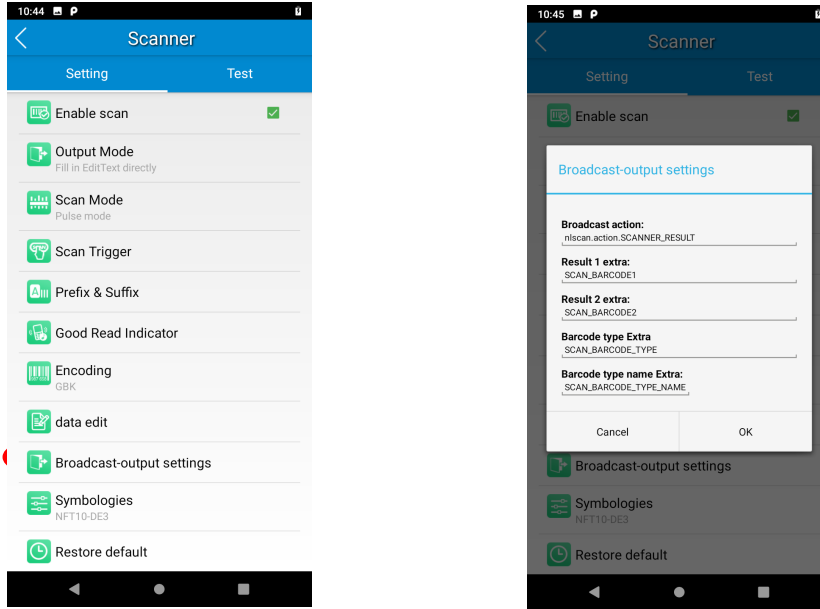 10:44
Scanner
Setting Test
Enable scan
Output Mode
Fill in EditText directly
Scan Mode
Pulse mode
Scan Trigger
Prefix & Suffix
Good Read Indicator
Encoding
GBK
data edit
Broadcast-output settings
Symbologies
NFT10-DE3
Restore default
10:45
Scanner
Setting Test
Enable scan
Broadcast-output settings
Broadcast action:
nlscan.action.SCANNER_RESULT
Result 1 extra:
SCAN_BARCODE1
Result 2 extra:
SCAN_BARCODE2
Barcode type Extra
SCAN_BARCODE_TYPE
Barcode type name Extra:
SCAN_BARCODE_TYPE_NAME
Cancel OK
Broadcast-output settings
Symbologies
NFT10-DE3
Restore default